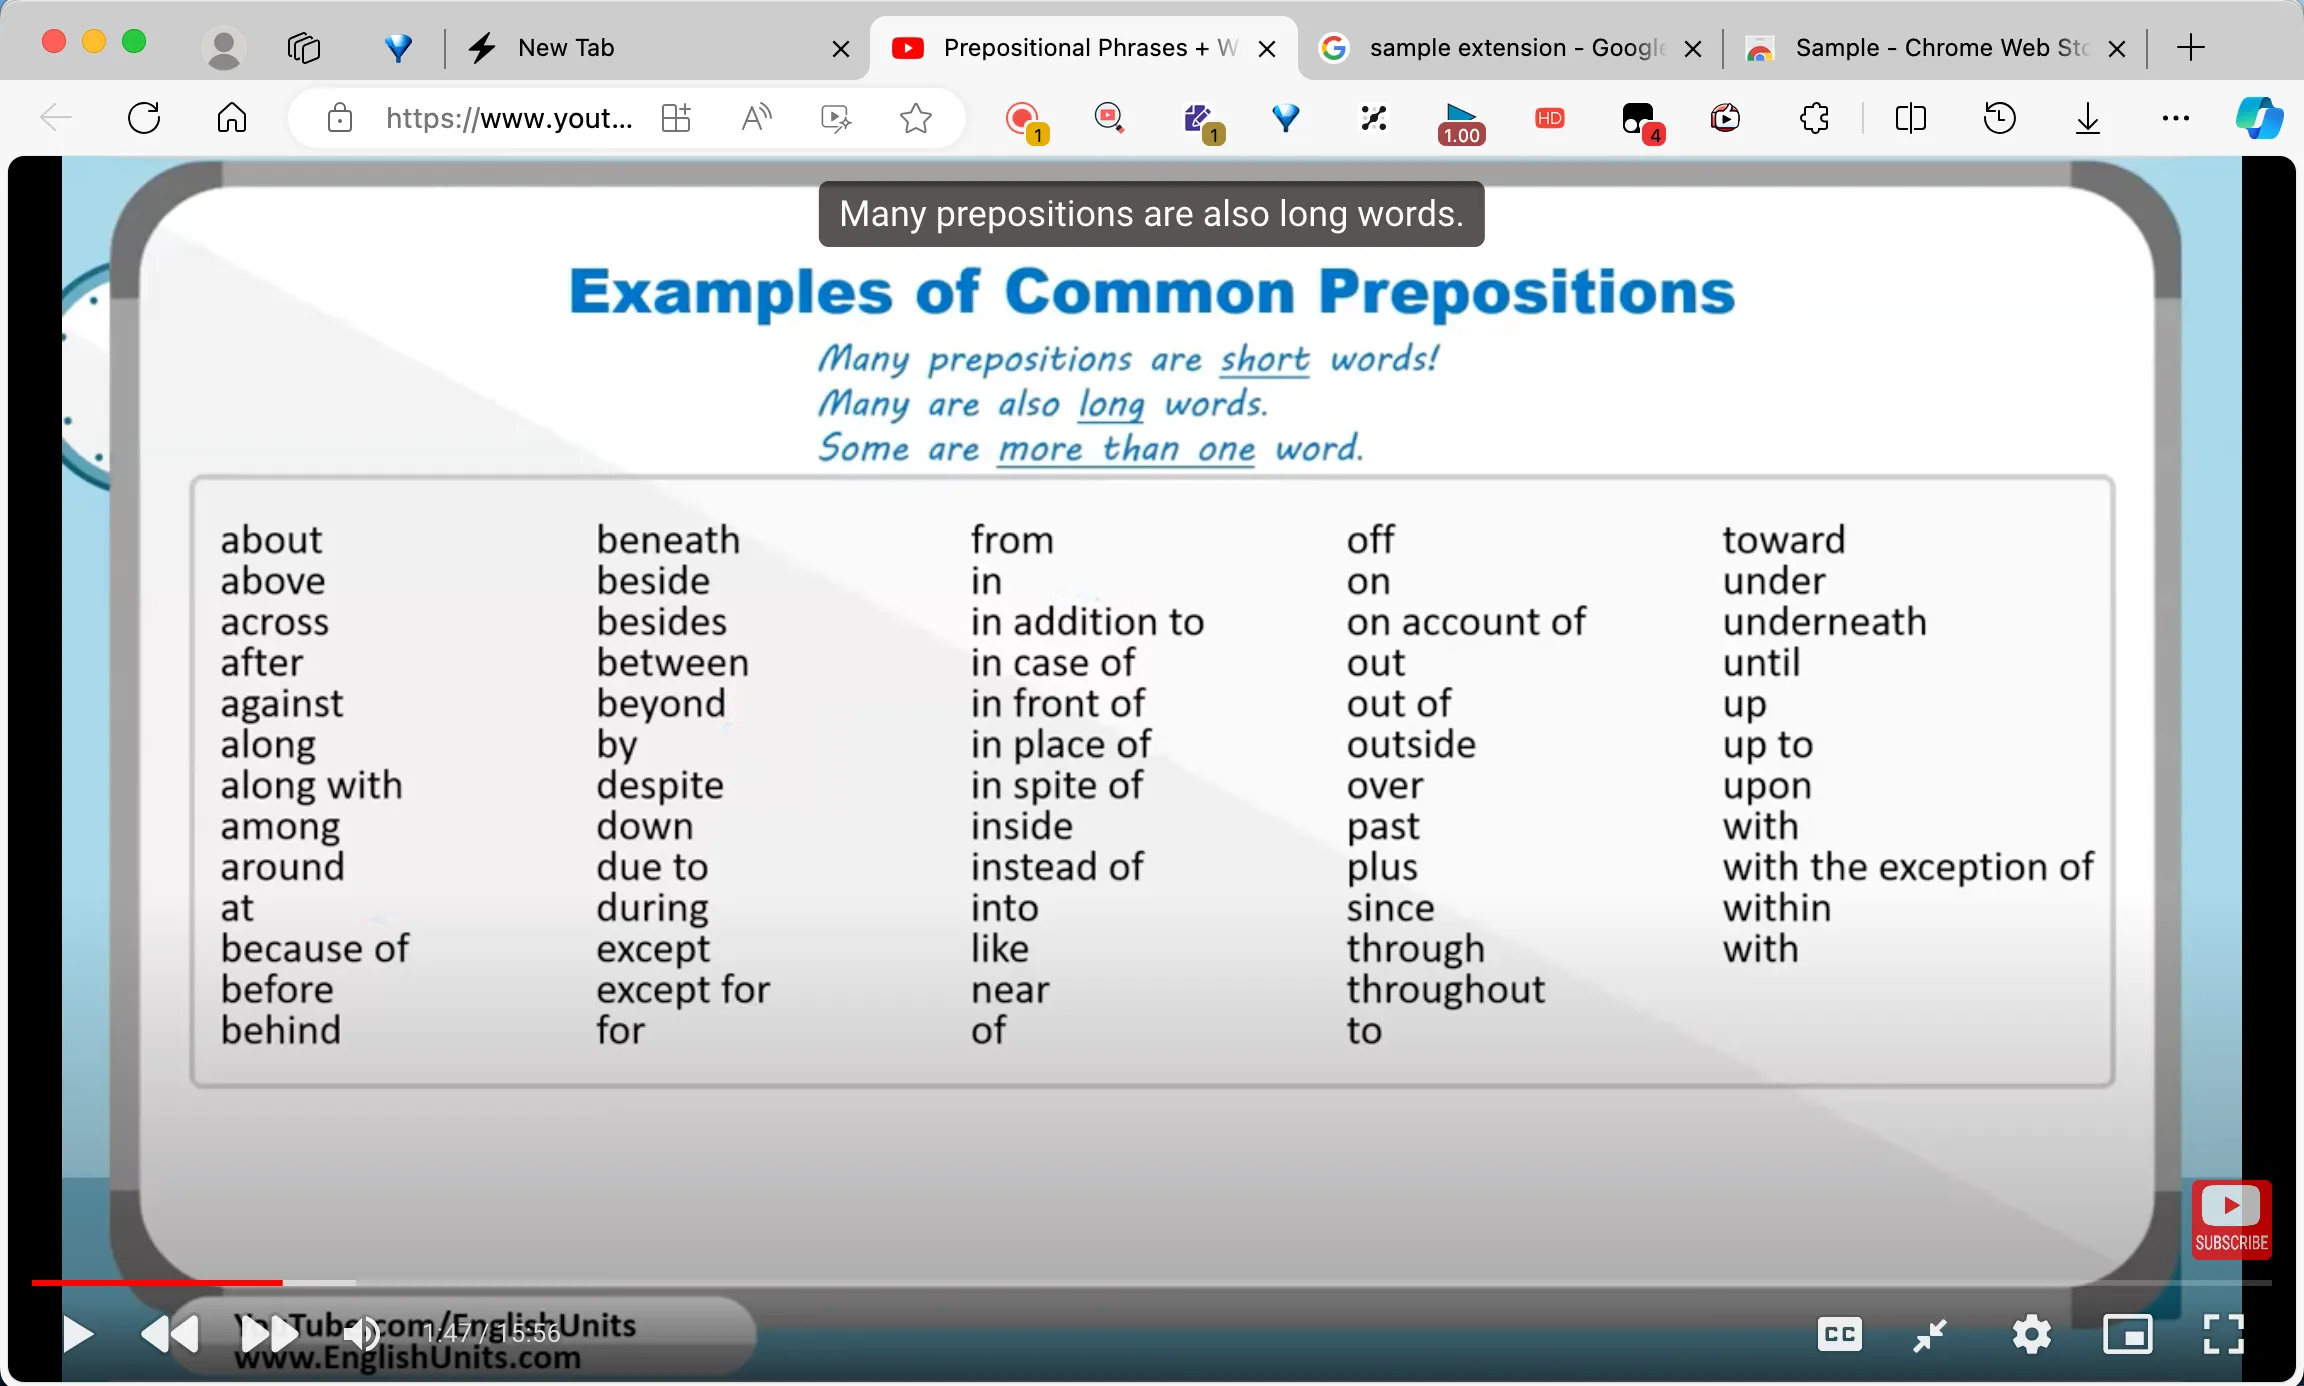 New Tab
Prepositional Phrases + W
sample extension - Google
Sample - Chrome Web Sto
https://www.yout...
1
1
1.00
HD
4
Many prepositions are also long words.
Examples of Common Prepositions
Many prepositions are short words!
Many are also long words.
Some are more than one word.
about
above
across
after
against
along
along with
among
around
at
because of
before
behind
beneath
beside
besides
between
beyond
by
despite
down
due to
during
except
except for
for
from
in
in addition to
in case of
in front of
in place of
in spite of
inside
instead of
into
like
near
of
off
on
on account of
out
out of
outside
over
past
plus
since
through
throughout
to
toward
under
underneath
until
up
up to
upon
with
with the exception of
within
with
SUBSCRIBE
YouTube.com/EnglishUnits
1:47 / 15:56
www.EnglishUnits.com
CC